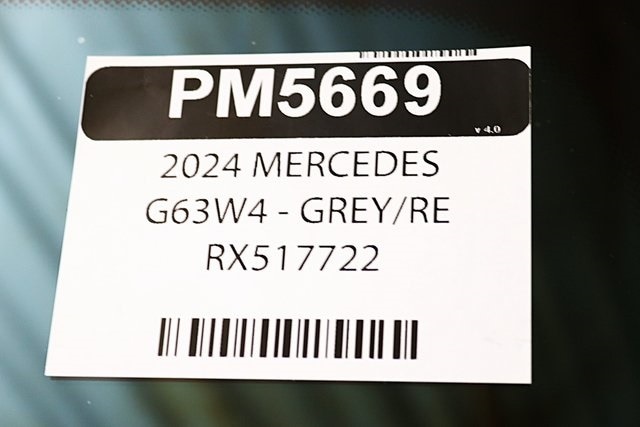 PM5669
v 4.0
2024 MERCEDES
G63W4 - GREY/RE
RX517722